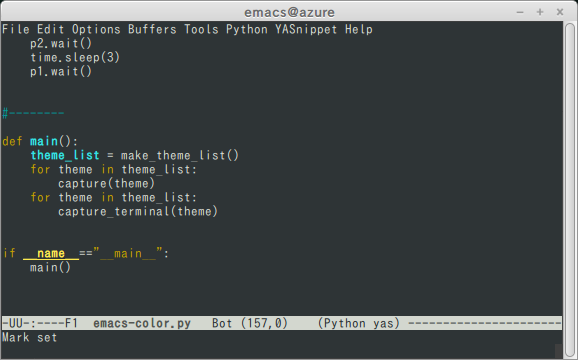 emacs@azure
File Edit Options Buffers Tools Python YASnippet Help
    p2.wait()
    time.sleep(3)
    p1.wait()
#--------
def main():
    theme_list = make_theme_list()
    for theme in theme_list:
        capture(theme)
    for theme in theme_list:
        capture_terminal(theme)
if __name__=="__main__":
    main()
-UU-:----F1  emacs-color.py   Bot (157,0)    (Python yas) ----------------------
Mark set